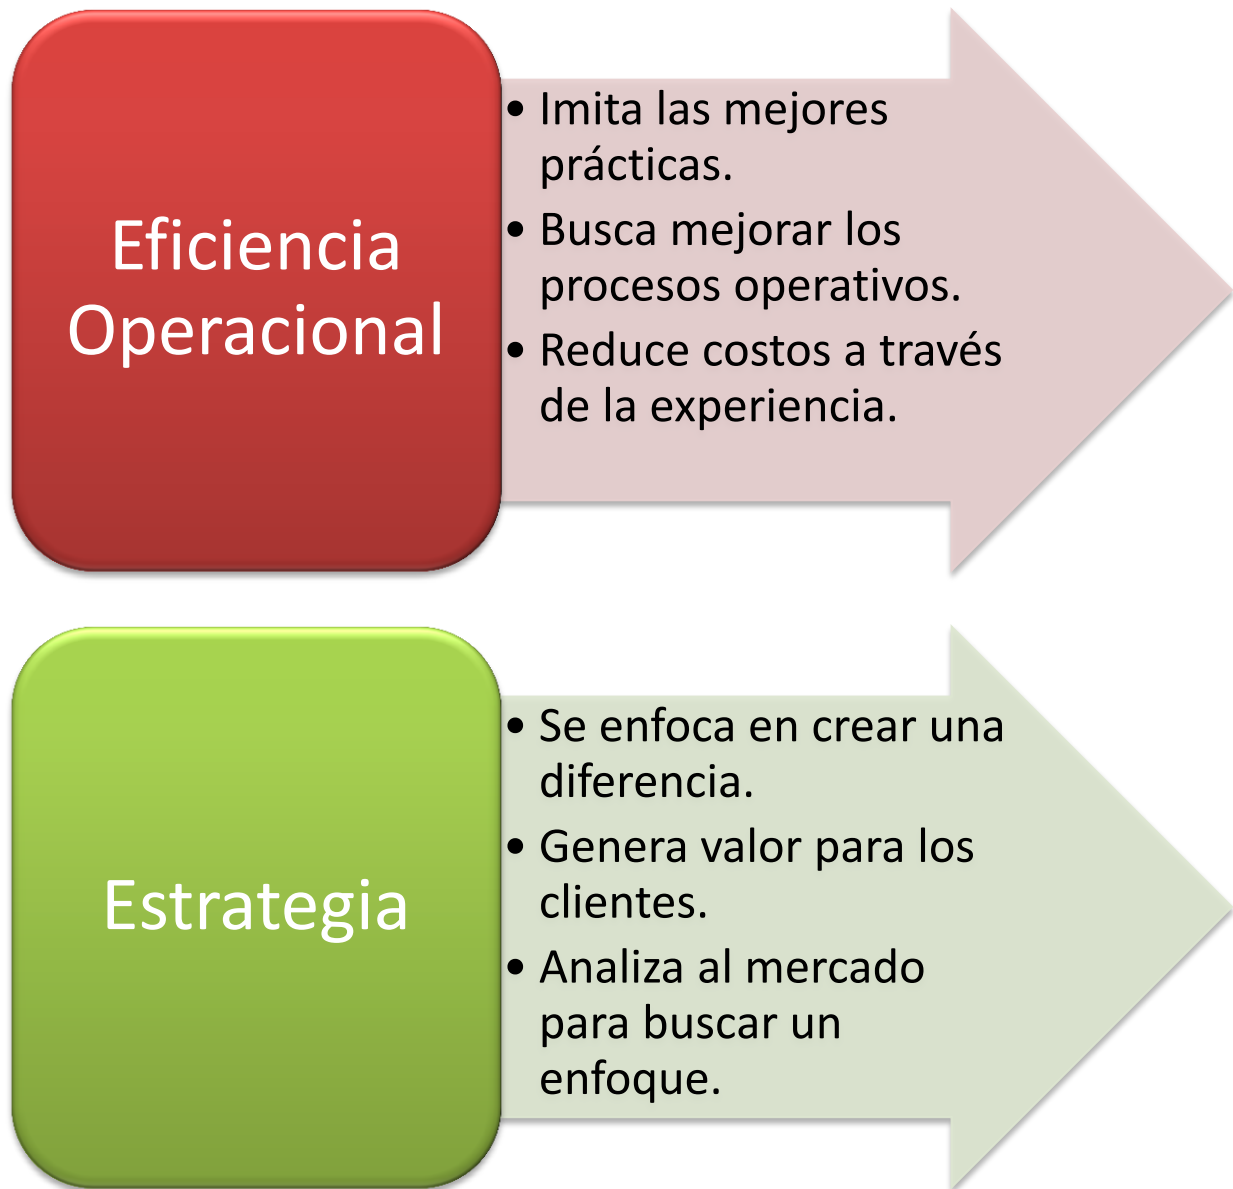 Eficiencia
Operacional
• Imita las mejores
prácticas.
• Busca mejorar los
procesos operativos.
• Reduce costos a través
de la experiencia.
Estrategia
• Se enfoca en crear una
diferencia.
• Genera valor para los
clientes.
• Analiza al mercado
para buscar un
enfoque.